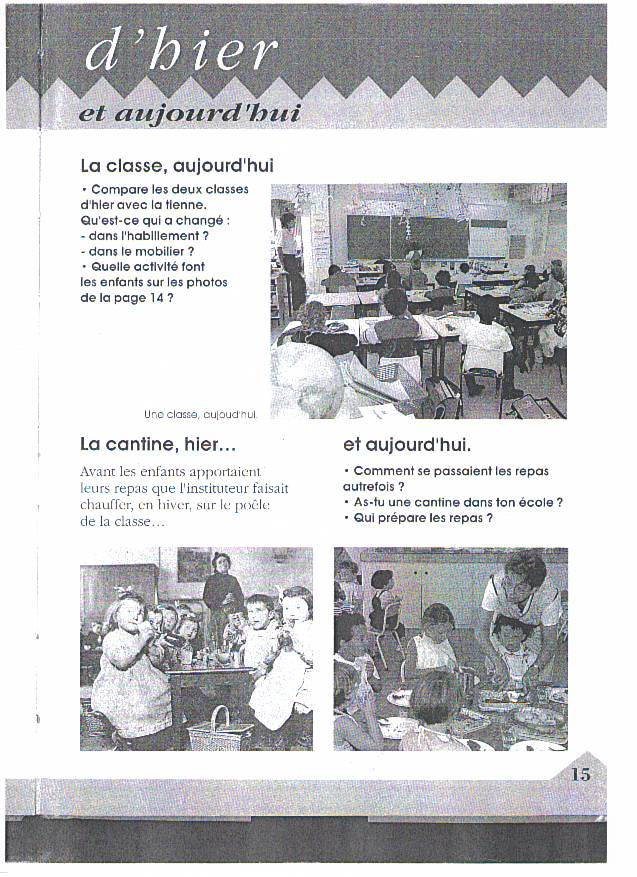 d'hier
et aujourd'hui
La classe, aujourd'hui
• Compare les deux classes
d'hier avec la tienne.
Qu'est-ce qui a changé :
- dans l'habillement ?
- dans le mobilier ?
• Quelle activité font
les enfants sur les photos
de la page 14 ?
Une classe, aujoud'hui.
La cantine, hier...
Avant les enfants apportaient
leurs repas que l'instituteur faisait
chauffer, en hiver, sur le poêle
de la classe...
et aujourd'hui.
• Comment se passaient les repas
autrefois ?
• As-tu une cantine dans ton école ?
• Qui prépare les repas ?
15